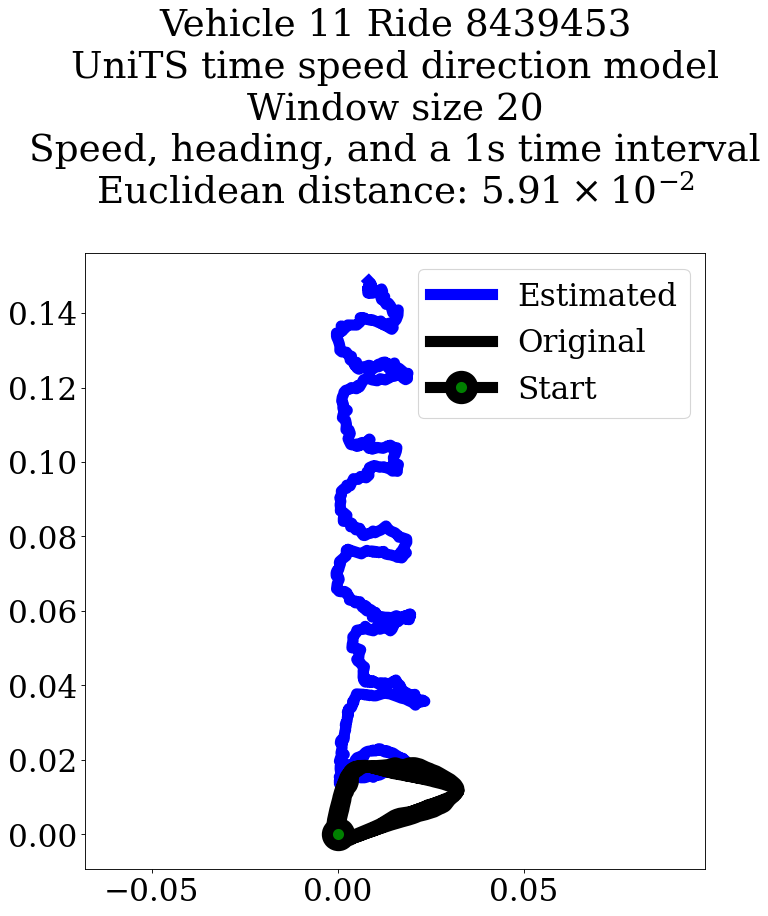 Vehicle 11 Ride 8439453
UniTS time speed direction model
Window size 20
Speed, heading, and a 1s time interval
Euclidean distance: 5.91 × 10⁻²
Estimated
Original
Start
0.14
0.12
0.10
0.08
0.06
0.04
0.02
0.00
−0.05 0.00 0.05